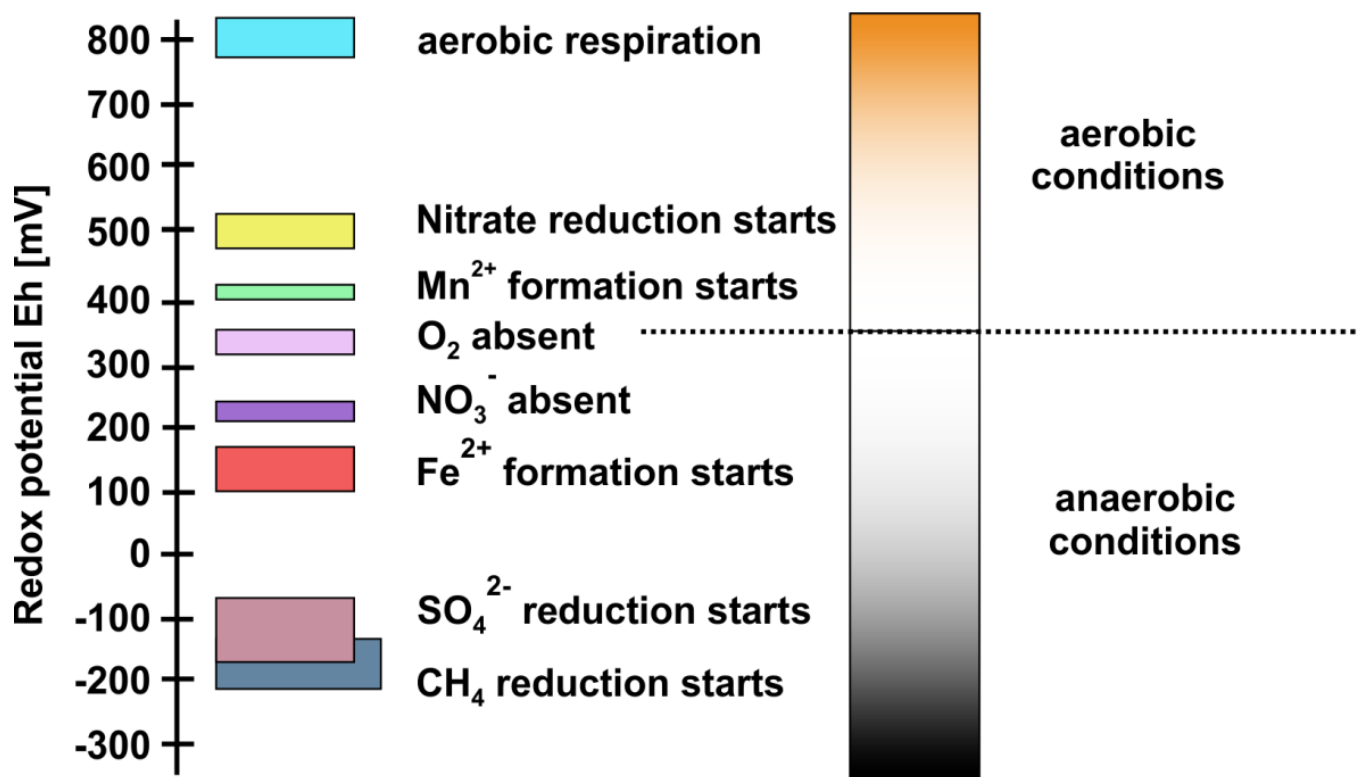 Redox potential Eh [mV]
800
700
600
500
400
300
200
100
0
-100
-200
-300
aerobic respiration
Nitrate reduction starts
Mn²⁺ formation starts
O₂ absent
NO₃⁻ absent
Fe²⁺ formation starts
SO₄²⁻ reduction starts
CH₄ reduction starts
aerobic
conditions
anaerobic
conditions